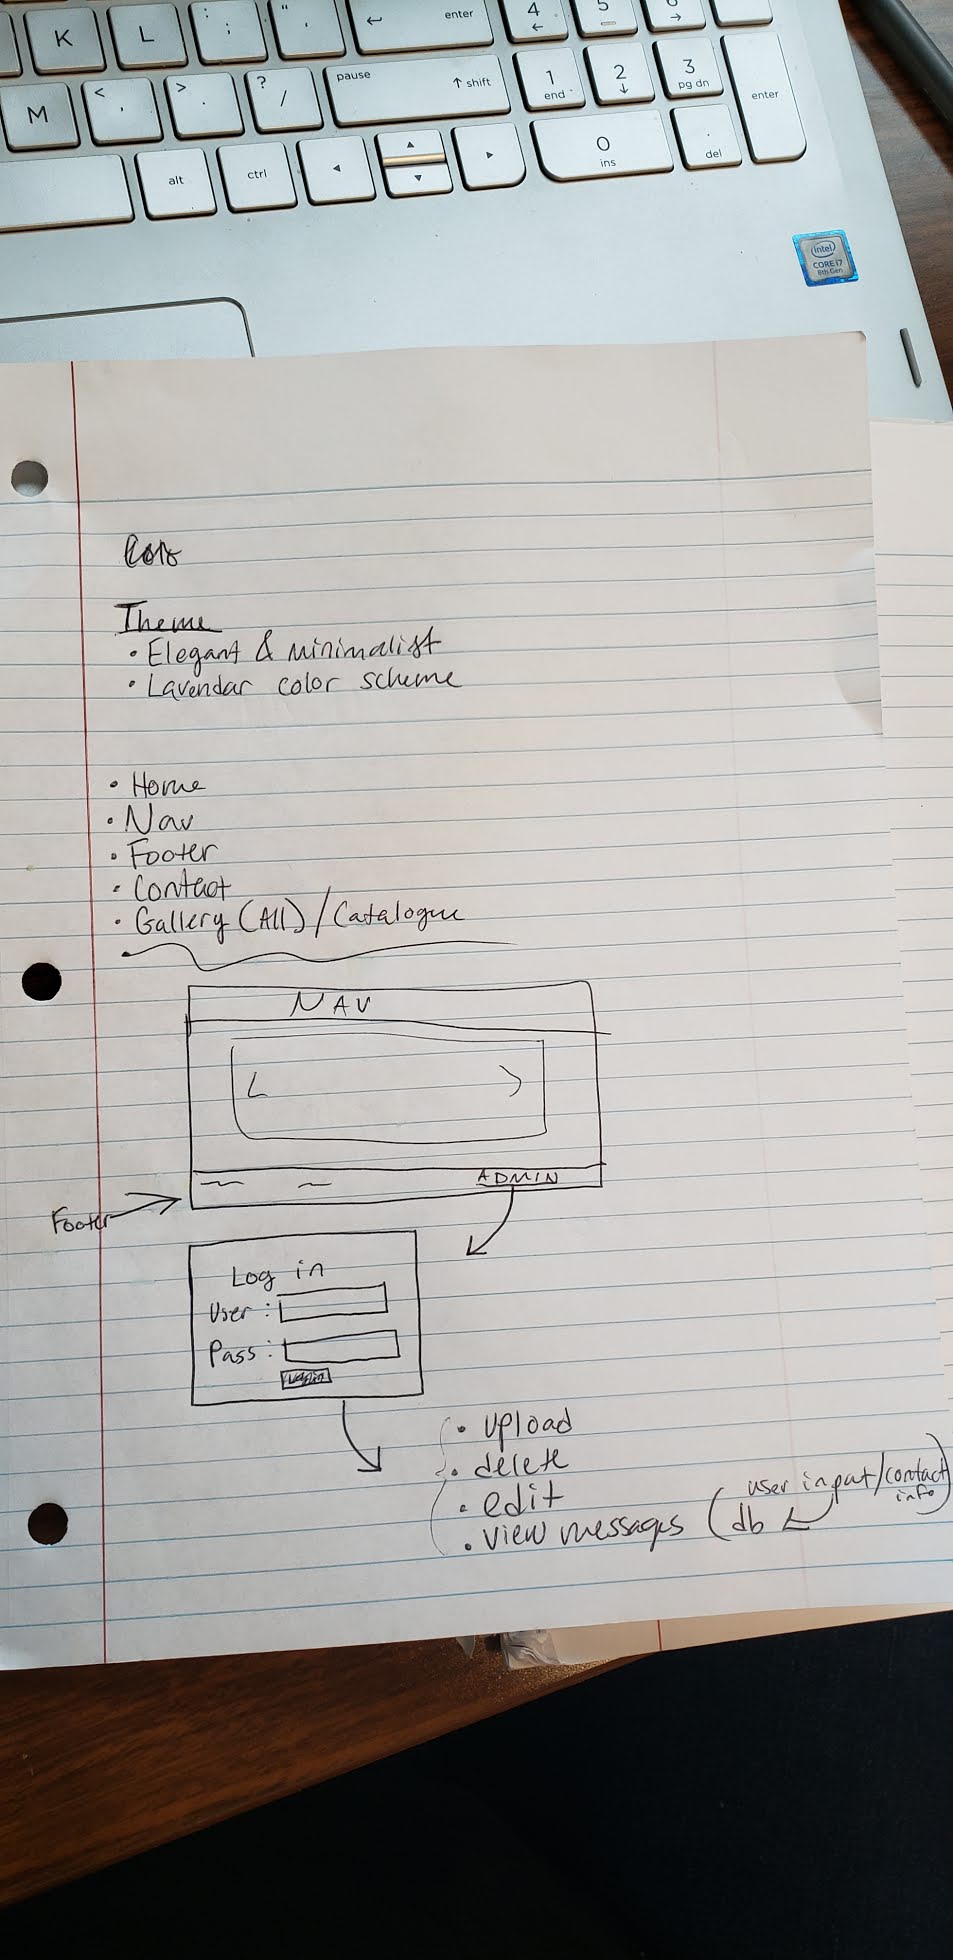 K L : ; " ' enter 4 5 6
M < , > . ? / pause shift 1 end 2 3 pg dn enter
alt ctrl 0 ins . del
intel
CORE i7
8th Gen
Theme
• Elegant & minimalist
• Lavendar color scheme
• Home
• Nav
• Footer
• Contact
• Gallery (All) / Catalogue
NAV
< >
ADMIN
Footer
Log in
User :
Pass :
login
• upload
• delete
• edit
• view messages (db user input/contact info)